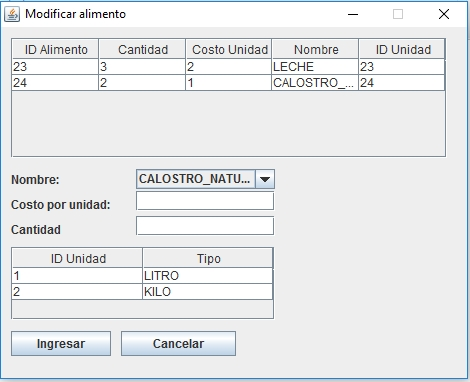 Modificar alimento
ID Alimento Cantidad Costo Unidad Nombre ID Unidad
23 3 2 LECHE 23
24 2 1 CALOSTRO_... 24
Nombre: CALOSTRO_NATU...
Costo por unidad:
Cantidad
ID Unidad Tipo
1 LITRO
2 KILO
Ingresar Cancelar